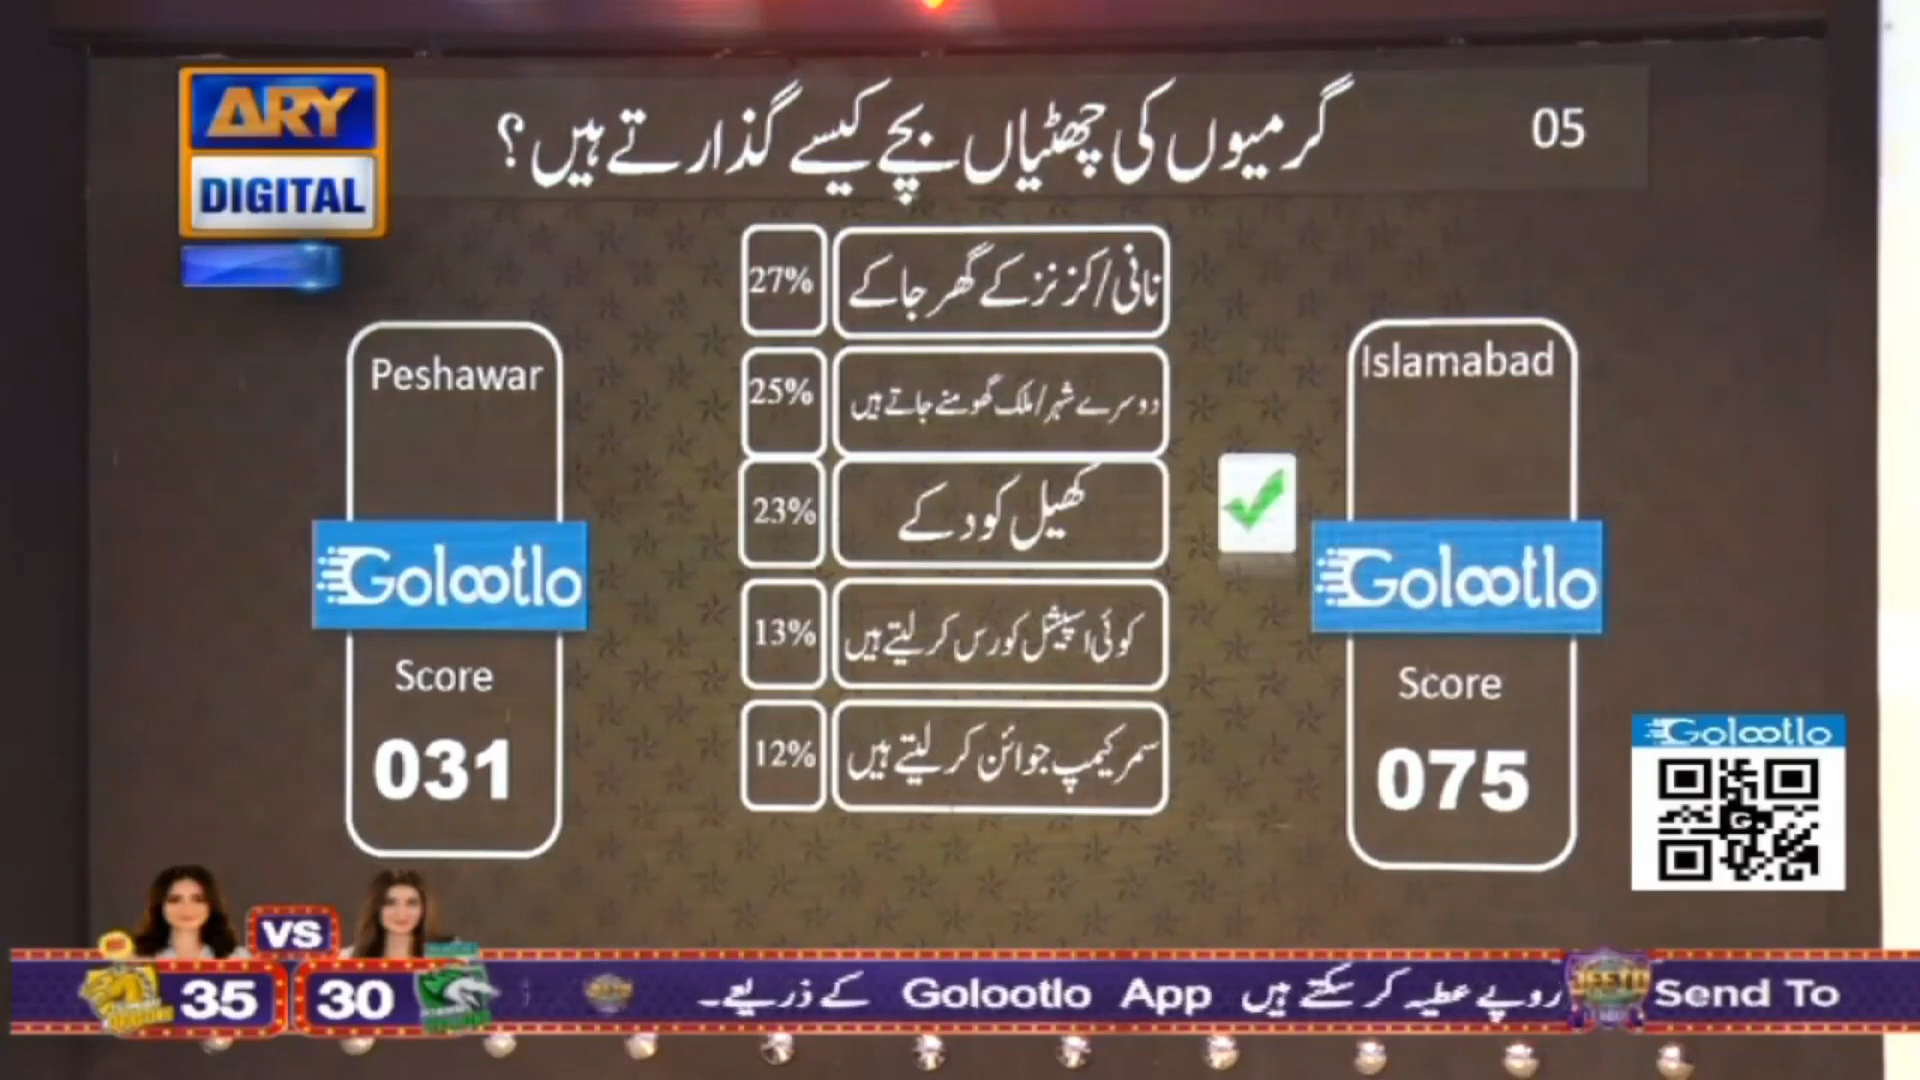 ARY
DIGITAL
گرمیوں کی چھٹیاں بچے کیسے گذارتے ہیں؟
05
27% نانی/کزنز کے گھر جا کے
25% دوسرے شہر/ملک گھومنے جاتے ہیں
23% کھیل کود کے
13% کوئی اسپیشل کورس کر لیتے ہیں
12% سمر کیمپ جوائن کر لیتے ہیں
Peshawar
Golootlo
Score
031
Islamabad
Golootlo
Score
075
Golootlo
VS
35
30
روپے عطیہ کر سکتے ہیں Golootlo App کے ذریعے۔
Send To